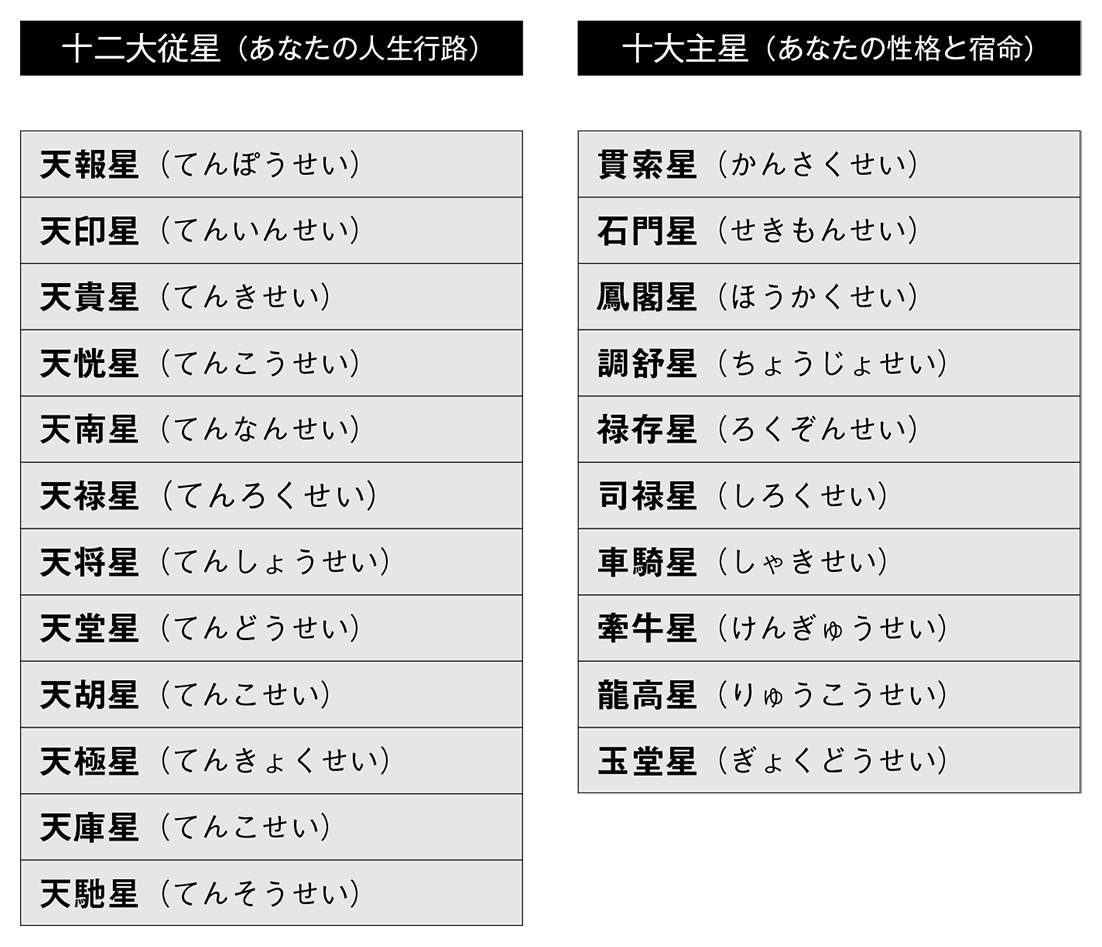 十二大従星（あなたの人生行路）
天報星（てんぽうせい）
天印星（てんいんせい）
天貴星（てんきせい）
天恍星（てんこうせい）
天南星（てんなんせい）
天禄星（てんろくせい）
天将星（てんしょうせい）
天堂星（てんどうせい）
天胡星（てんこせい）
天極星（てんきょくせい）
天庫星（てんこせい）
天馳星（てんそうせい）
十大主星（あなたの性格と宿命）
貫索星（かんさくせい）
石門星（せきもんせい）
鳳閣星（ほうかくせい）
調舒星（ちょうじょせい）
禄存星（ろくぞんせい）
司禄星（しろくせい）
車騎星（しゃきせい）
牽牛星（けんぎゅうせい）
龍高星（りゅうこうせい）
玉堂星（ぎょくどうせい）